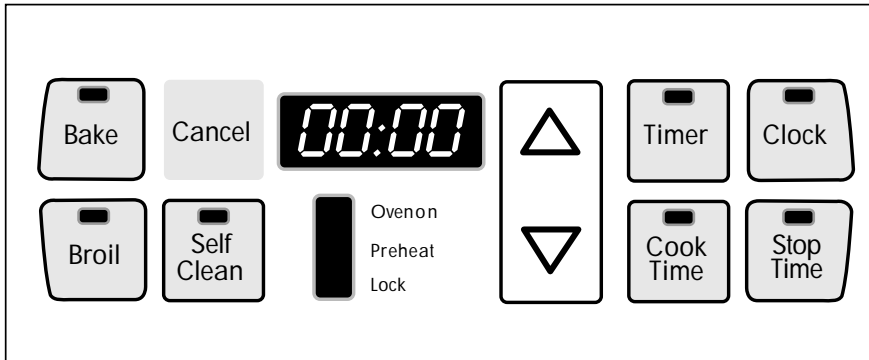 Bake
Cancel
00:00
Timer
Clock
Broil
Self
Clean
Ovenon
Preheat
Lock
Cook
Time
Stop
Time